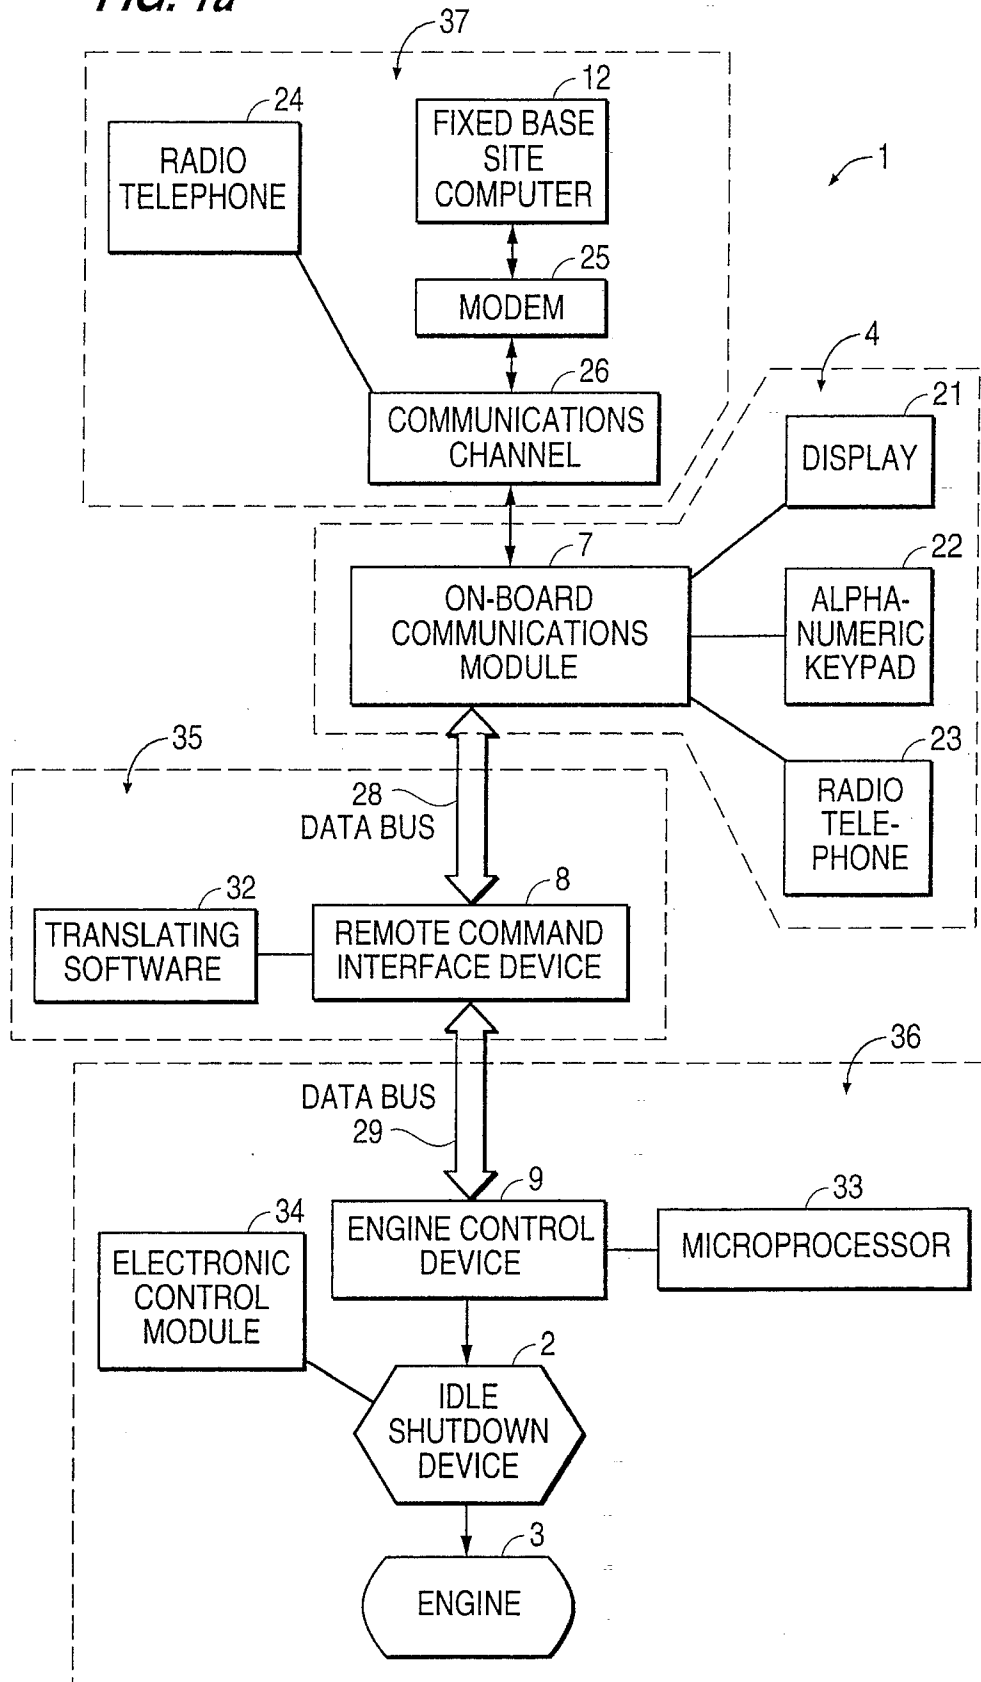 FIG. 1a
37
24
RADIO
TELEPHONE
12
FIXED BASE
SITE
COMPUTER
1
25
MODEM
26
COMMUNICATIONS
CHANNEL
4
21
DISPLAY
7
ON-BOARD
COMMUNICATIONS
MODULE
22
ALPHA-
NUMERIC
KEYPAD
23
RADIO
TELE-
PHONE
35
28
DATA BUS
32
TRANSLATING
SOFTWARE
8
REMOTE COMMAND
INTERFACE DEVICE
36
DATA BUS
29
9
ENGINE CONTROL
DEVICE
33
MICROPROCESSOR
34
ELECTRONIC
CONTROL
MODULE
2
IDLE
SHUTDOWN
DEVICE
3
ENGINE